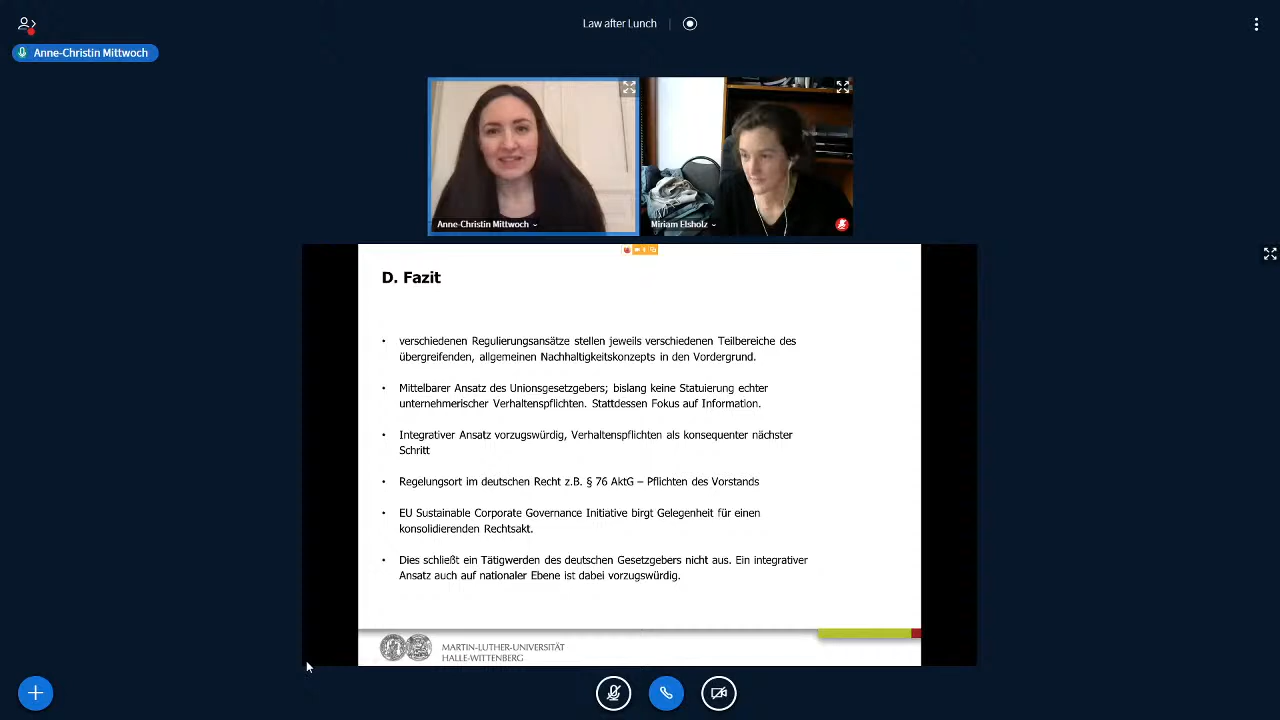 Law after Lunch
Anne-Christin Mittwoch
Anne-Christin Mittwoch
Miriam Elsholz
D. Fazit
• verschiedenen Regulierungsansätze stellen jeweils verschiedenen Teilbereiche des
übergreifenden, allgemeinen Nachhaltigkeitskonzepts in den Vordergrund.
• Mittelbarer Ansatz des Unionsgesetzgebers; bislang keine Statuierung echter
unternehmerischer Verhaltenspflichten. Stattdessen Fokus auf Information.
• Integrativer Ansatz vorzugswürdig, Verhaltenspflichten als konsequenter nächster
Schritt
• Regelungsort im deutschen Recht z.B. § 76 AktG – Pflichten des Vorstands
• EU Sustainable Corporate Governance Initiative birgt Gelegenheit für einen
konsolidierenden Rechtsakt.
• Dies schließt ein Tätigwerden des deutschen Gesetzgebers nicht aus. Ein integrativer
Ansatz auch auf nationaler Ebene ist dabei vorzugswürdig.
MARTIN-LUTHER-UNIVERSITÄT
HALLE-WITTENBERG